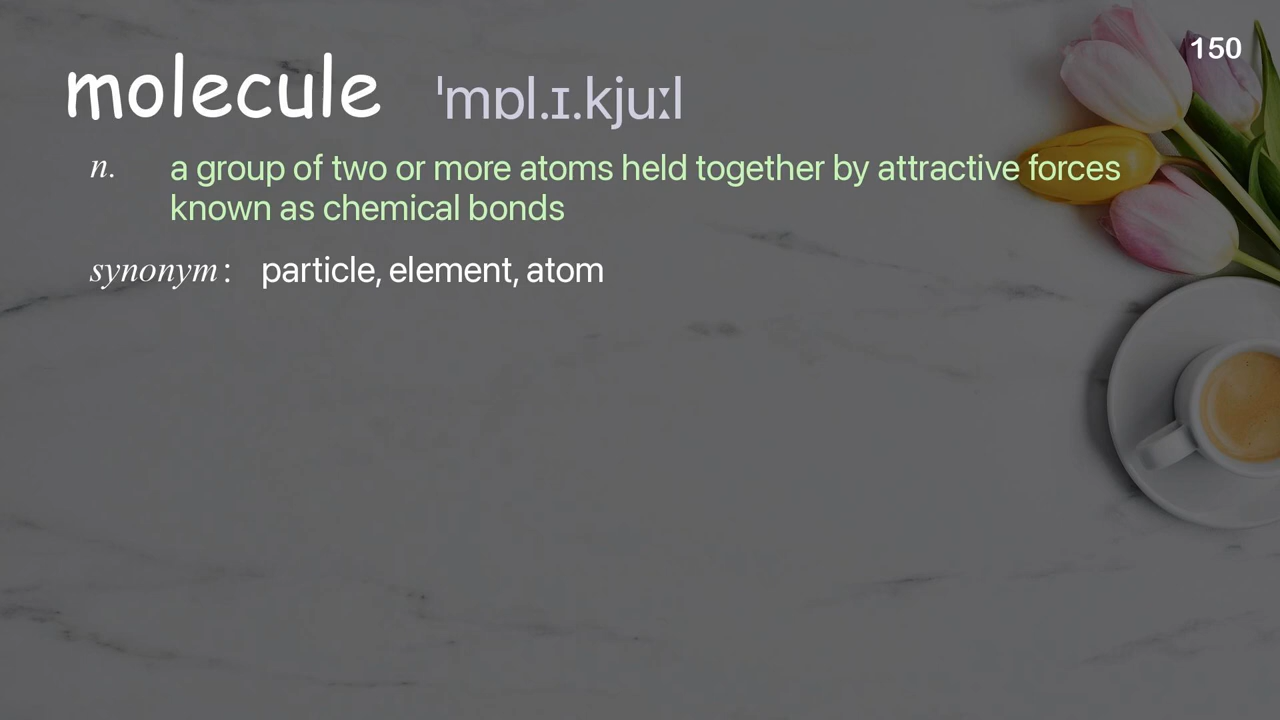 150
molecule ˈmɒl.ɪ.kjuːl
n. a group of two or more atoms held together by attractive forces
known as chemical bonds
synonym: particle, element, atom